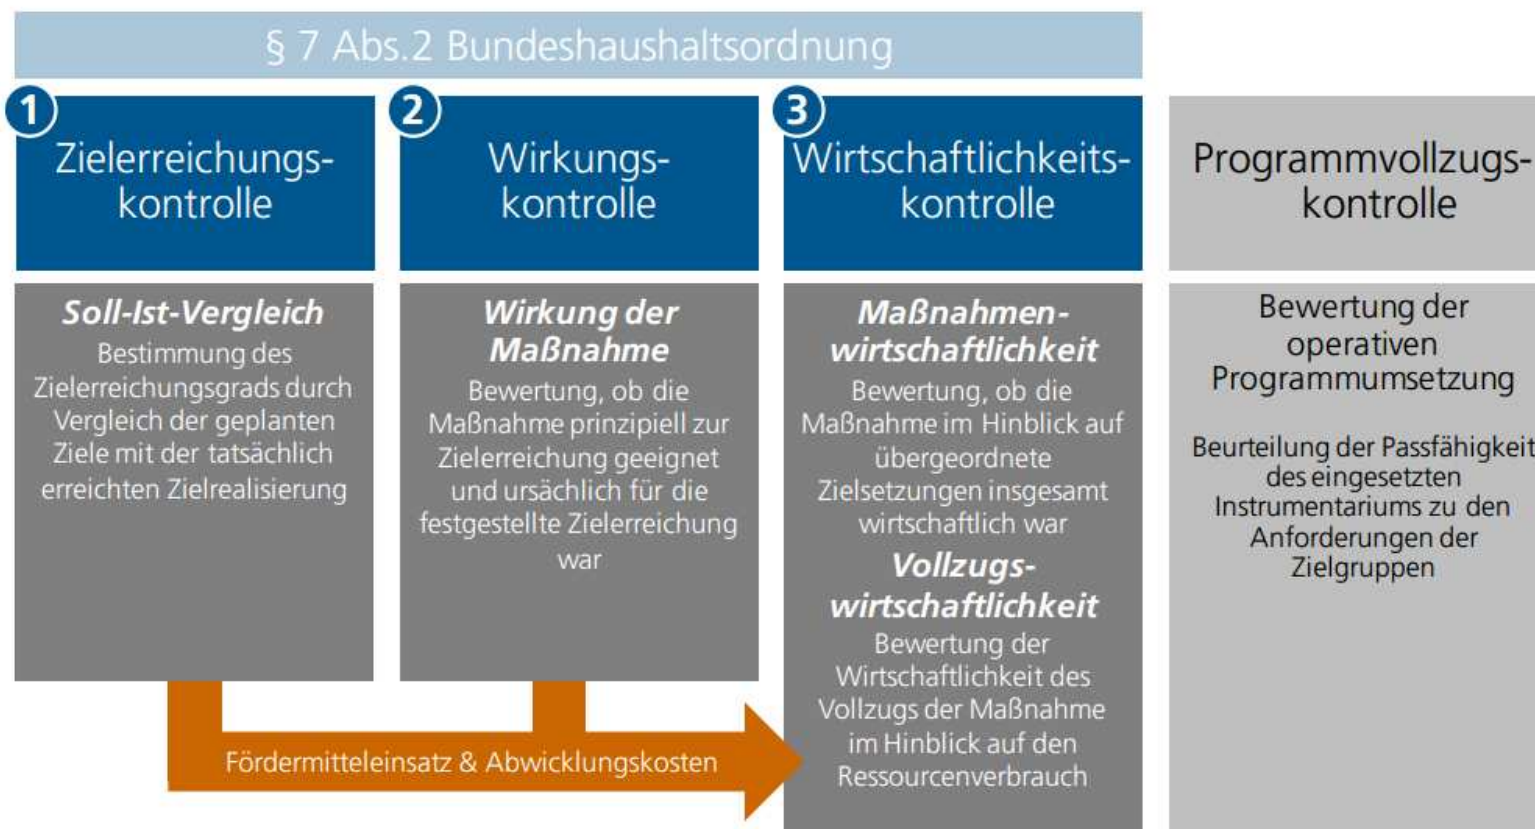 § 7 Abs.2 Bundeshaushaltsordnung
1
Zielerreichungs-
kontrolle
Soll-Ist-Vergleich
Bestimmung des
Zielerreichungsgrads durch
Vergleich der geplanten
Ziele mit der tatsächlich
erreichten Zielrealisierung
2
Wirkungs-
kontrolle
Wirkung der
Maßnahme
Bewertung, ob die
Maßnahme prinzipiell zur
Zielerreichung geeignet
und ursächlich für die
festgestellte Zielerreichung
war
Fördermitteleinsatz & Abwicklungskosten
3
Wirtschaftlichkeits-
kontrolle
Maßnahmen-
wirtschaftlichkeit
Bewertung, ob die
Maßnahme im Hinblick auf
übergeordnete
Zielsetzungen insgesamt
wirtschaftlich war
Vollzugs-
wirtschaftlichkeit
Bewertung der
Wirtschaftlichkeit des
Vollzugs der Maßnahme
im Hinblick auf den
Ressourcenverbrauch
Programmvollzugs-
kontrolle
Bewertung der
operativen
Programmumsetzung
Beurteilung der Passfähigkeit
des eingesetzten
Instrumentariums zu den
Anforderungen der
Zielgruppen